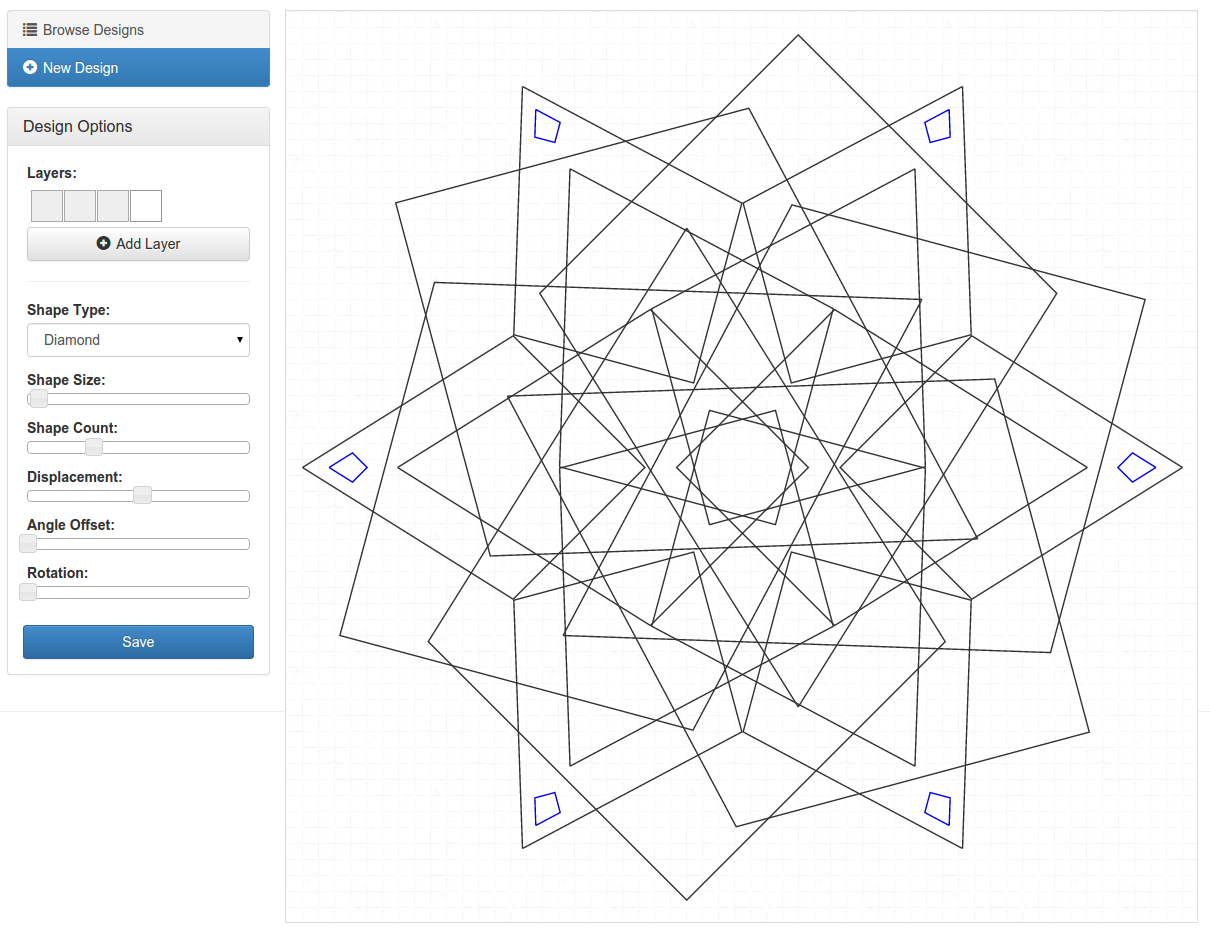 Browse Designs
New Design
Design Options
Layers:
Add Layer
Shape Type:
Diamond
Shape Size:
Shape Count:
Displacement:
Angle Offset:
Rotation:
Save